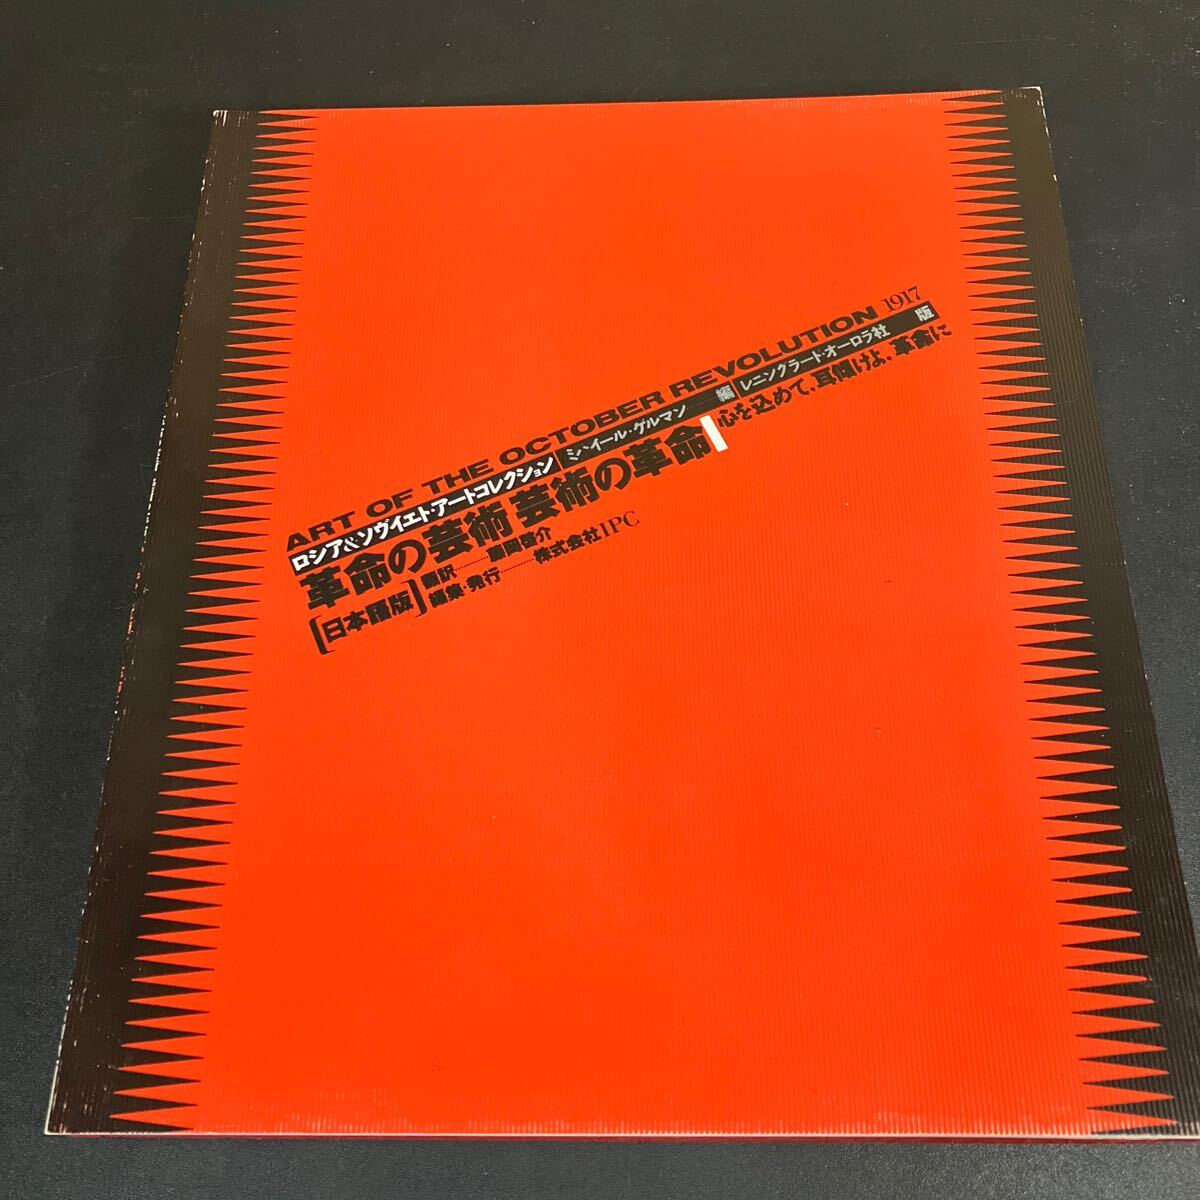 ART OF THE OCTOBER REVOLUTION 1917
ロシア&ソヴィエト・アートコレクション ミハイール・ゲルマン 編 レニングラード・オーロラ社 版
革命の芸術 芸術の革命 心を込めて、耳傾けよ、革命に
[日本語版] 翻訳………藤岡啓介
編集・発行………株式会社IPC